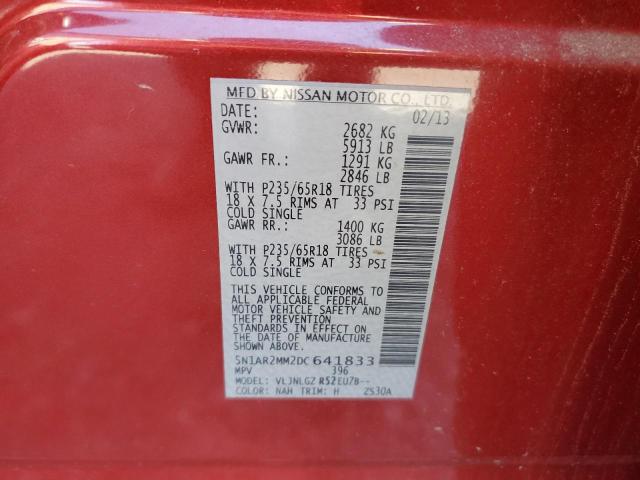 MFD BY NISSAN MOTOR CO., LTD.
DATE: 02/13
GVWR: 2682 KG
5913 LB
GAWR FR.: 1291 KG
2846 LB
WITH P235/65R18 TIRES
18 X 7.5 RIMS AT 33 PSI
COLD SINGLE
GAWR RR.: 1400 KG
3086 LB
WITH P235/65R18 TIRES
18 X 7.5 RIMS AT 33 PSI
COLD SINGLE
THIS VEHICLE CONFORMS TO
ALL APPLICABLE FEDERAL
MOTOR VEHICLE SAFETY AND
THEFT PREVENTION
STANDARDS IN EFFECT ON
THE DATE OF MANUFACTURE
SHOWN ABOVE.
5N1AR2MM2DC641833
MPV 396
MODEL: VLJNLGZ R52EUZB--
COLOR: NAH TRIM: H 2S30A